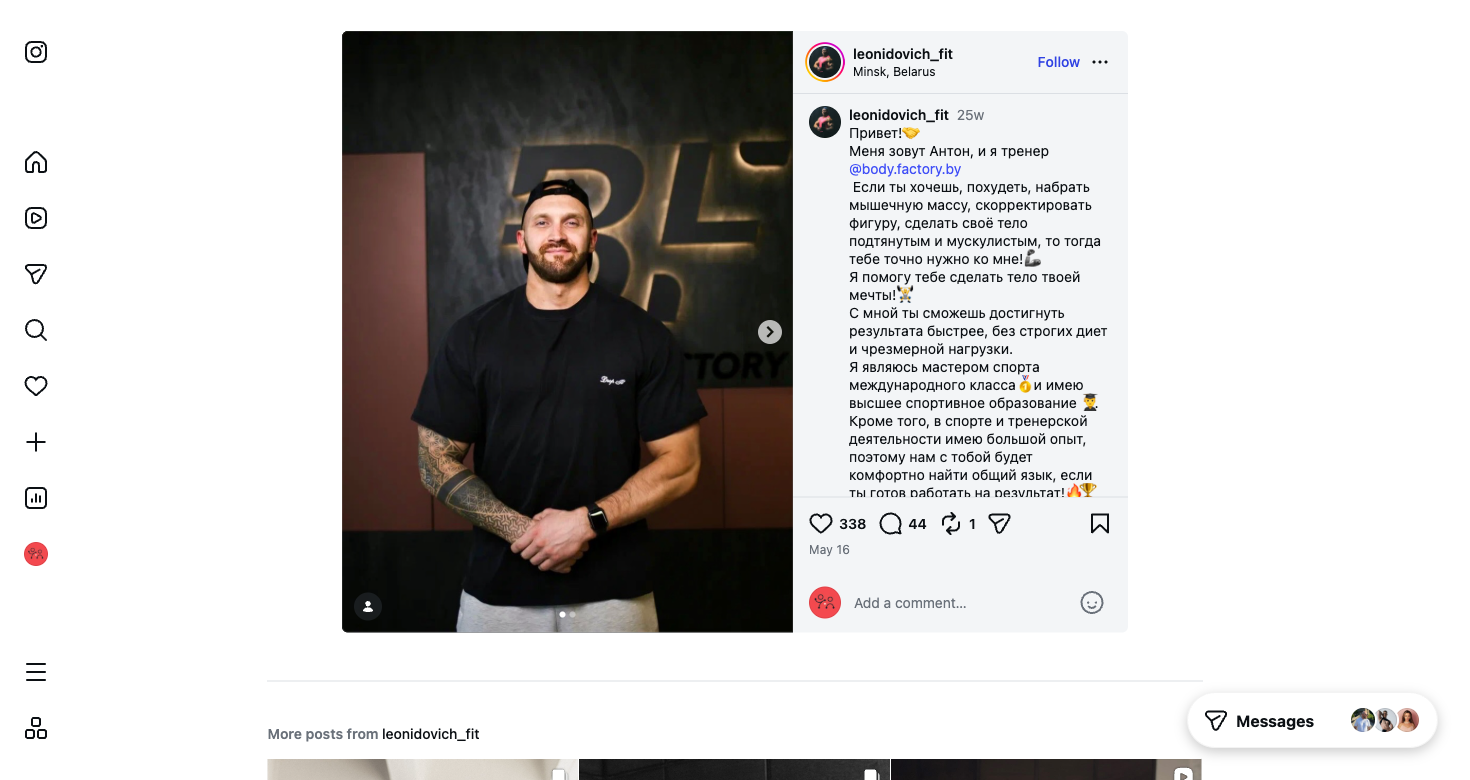 leonidovich_fit
Minsk, Belarus
Follow
leonidovich_fit 25w
Привет!🤝
Меня зовут Антон, и я тренер
@body.factory.by
Если ты хочешь, похудеть, набрать
мышечную массу, скорректировать
фигуру, сделать своё тело
подтянутым и мускулистым, то тогда
тебе точно нужно ко мне!🦾
Я помогу тебе сделать тело твоей
мечты!🏋️
С мной ты сможешь достигнуть
результата быстрее, без строгих диет
и чрезмерной нагрузки.
Я являюсь мастером спорта
международного класса🥇и имею
высшее спортивное образование 👨‍🎓
Кроме того, в спорте и тренерской
деятельности имею большой опыт,
поэтому нам с тобой будет
комфортно найти общий язык, если
ты готов работать на результат!🔥🏆
338 44 1
May 16
Add a comment...
CTORY
More posts from leonidovich_fit
Messages